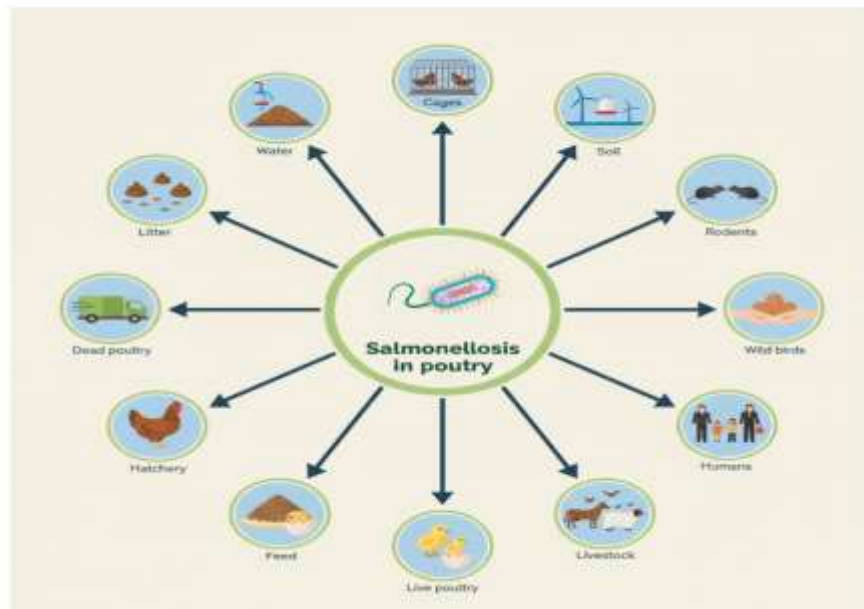 Cages
Soil
Rodents
Wild birds
Humans
Livestock
Live poultry
Feed
Hatchery
Dead poultry
Litter
Water
Salmonellosis
in poutry